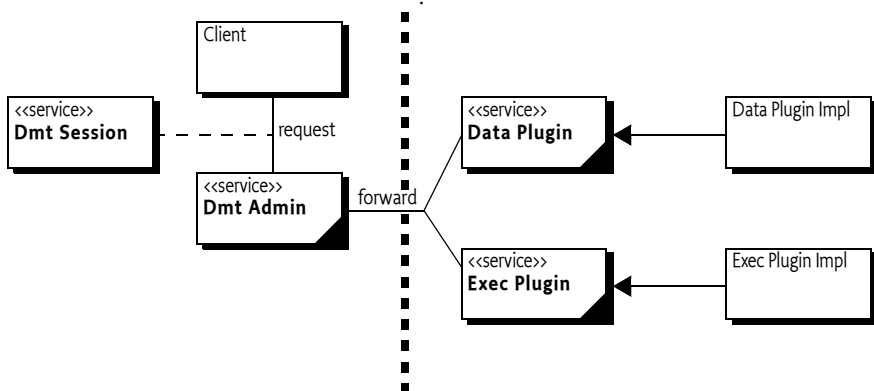 Client
<<service>>
Dmt Session
request
<<service>>
Dmt Admin
forward
<<service>>
Data Plugin
Data Plugin Impl
<<service>>
Exec Plugin
Exec Plugin Impl